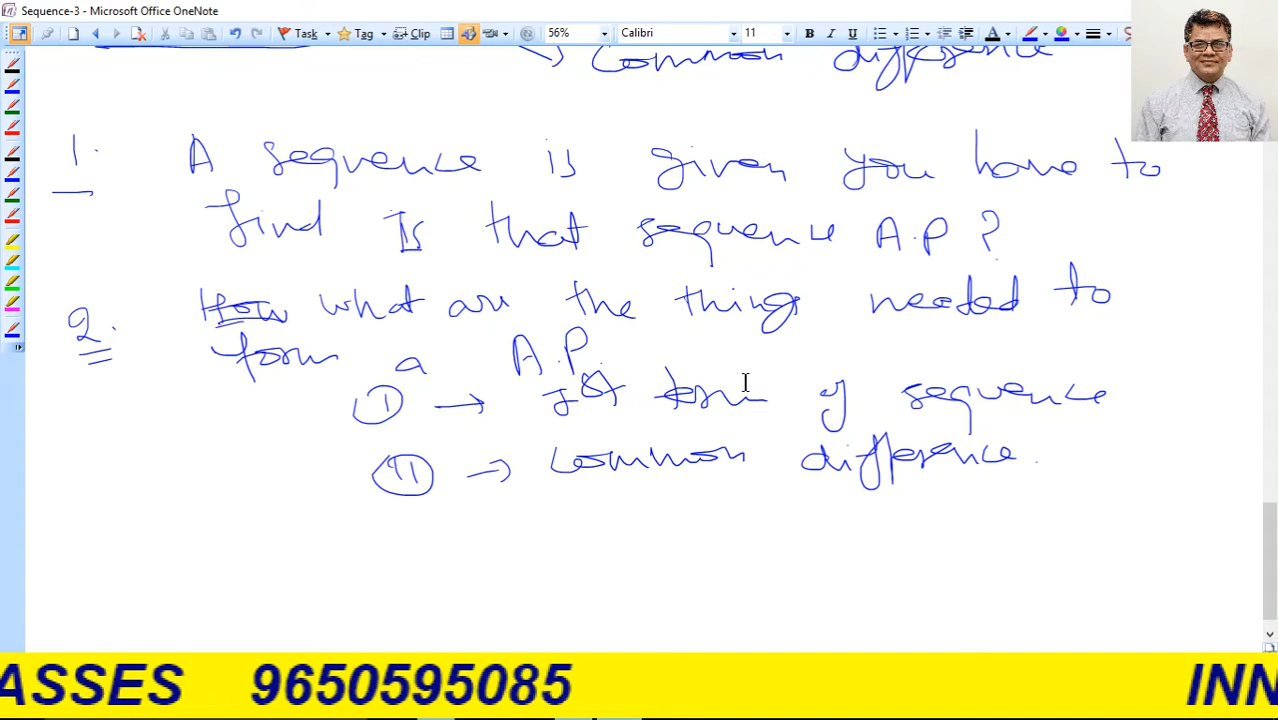 Sequence-3 - Microsoft Office OneNote
Task Tag Clip 56% Calibri 11 B I U A
Common difference
1. A sequence is given you have to
find Is that sequence A.P?
2. How what are the things needed to
form a A.P.
I → Ist term of sequence
II → common difference.
ASSES 9650595085 INN